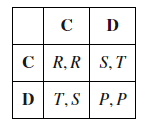 C D
C R, R S, T
D T, S P, P